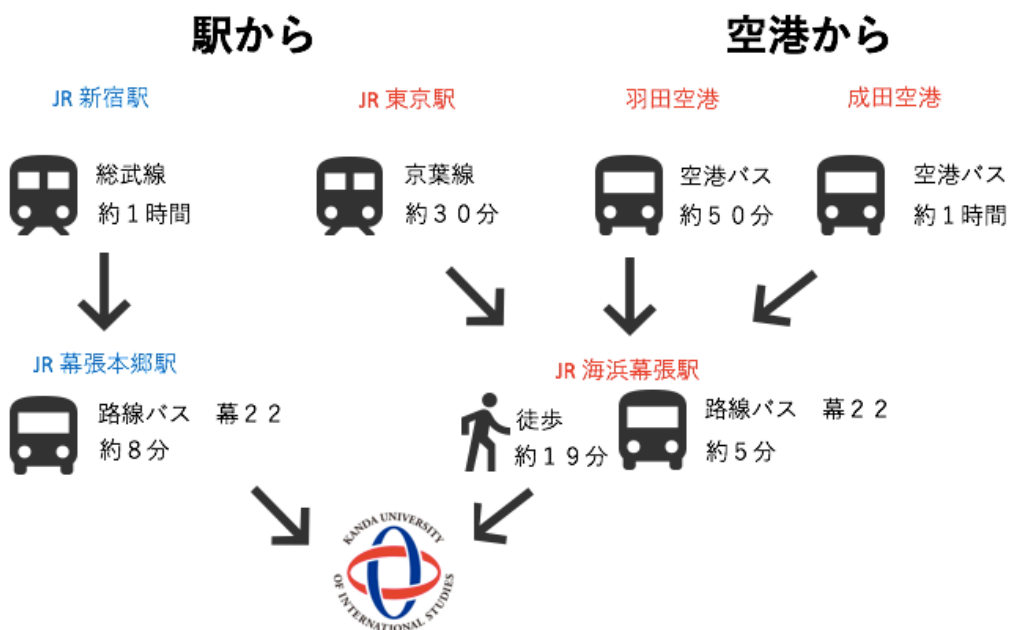 駅から
空港から
JR 新宿駅
JR 東京駅
羽田空港
成田空港
総武線
約１時間
京葉線
約３０分
空港バス
約５０分
空港バス
約1時間
JR 幕張本郷駅
JR 海浜幕張駅
路線バス　幕２２
約８分
徒歩
約１９分
路線バス　幕２２
約５分
KANDA UNIVERSITY
OF INTERNATIONAL STUDIES